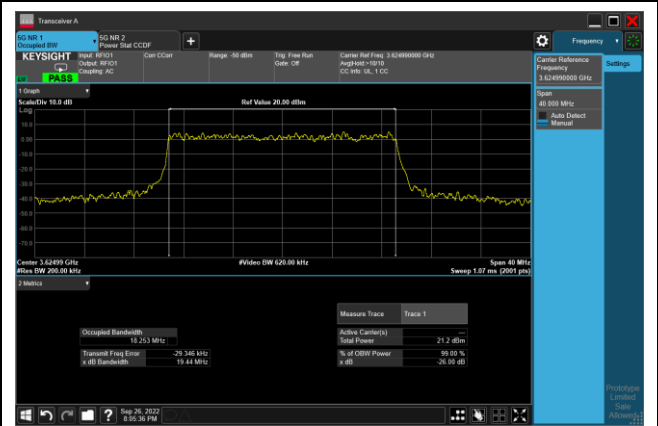 Transceiver A
5G NR 1
Occupied BW
5G NR 2
Power Stat CCDF
Frequency
KEYSIGHT
PASS
Input: RFIO1
Output: RFIO1
Coupling: AC
Corr CCorr
Range: -50 dBm
Trig: Free Run
Gate: Off
Carrier Ref Freq: 3.624990000 GHz
Avg|Hold:>10/10
CC Info: UL, 1 CC
Carrier Reference
Frequency
3.624990000 GHz
Settings
Span
40.000 MHz
Auto Detect
Manual
1 Graph
Scale/Div 10.0 dB
Ref Value 20.00 dBm
Log
10.0
0.00
-10.0
-20.0
-30.0
-40.0
-50.0
-60.0
-70.0
Center 3.62499 GHz
#Video BW 620.00 kHz
Span 40 MHz
#Res BW 200.00 kHz
Sweep 1.07 ms (2001 pts)
2 Metrics
Measure Trace
Trace 1
Occupied Bandwidth
18.253 MHz
Active Carrier(s)
---
Total Power
21.2 dBm
Transmit Freq Error
-29.346 kHz
% of OBW Power
99.00 %
x dB Bandwidth
19.44 MHz
x dB
-26.00 dB
Prototype
Limited
Sale
Allowed
Sep 26, 2022
8:05:36 PM